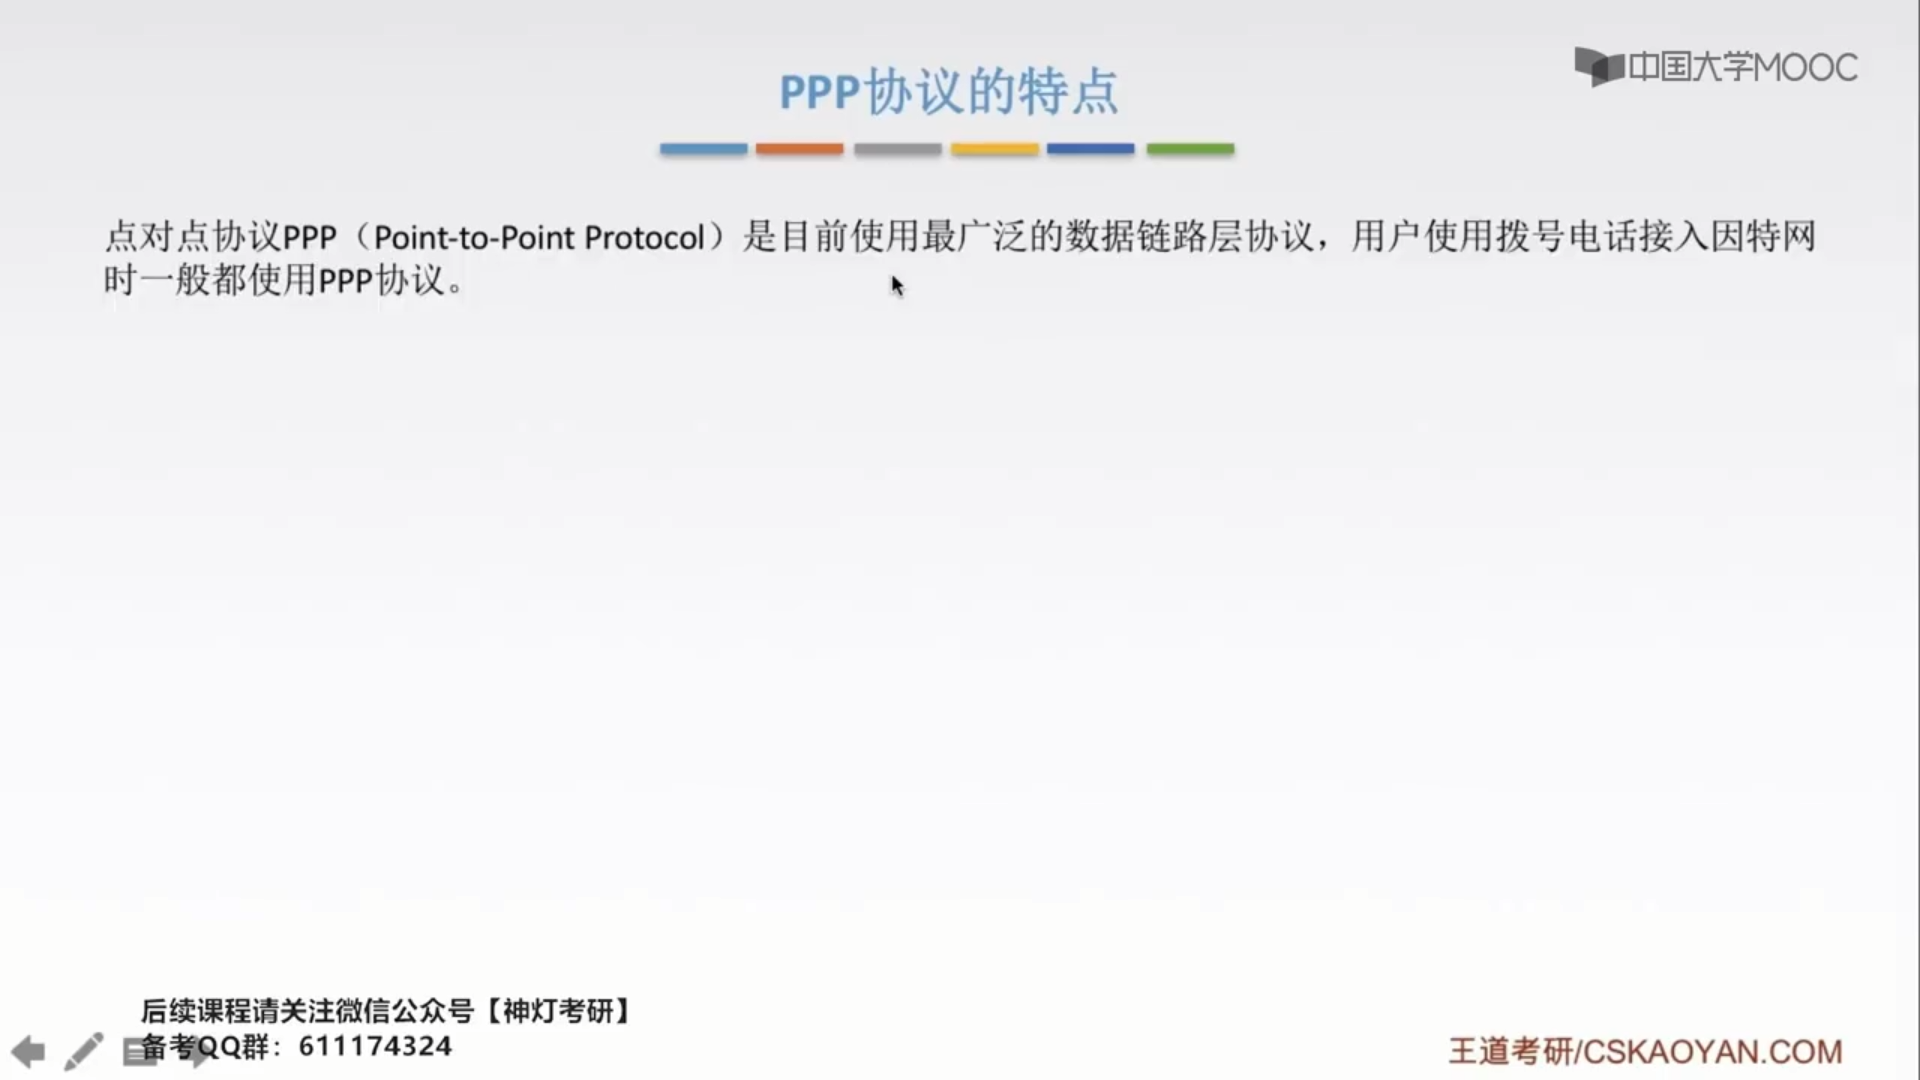 中国大学MOOC
PPP协议的特点
点对点协议PPP（Point-to-Point Protocol）是目前使用最广泛的数据链路层协议，用户使用拨号电话接入因特网
时一般都使用PPP协议。
后续课程请关注微信公众号【神灯考研】
备考QQ群：611174324
王道考研/CSKAOYAN.COM